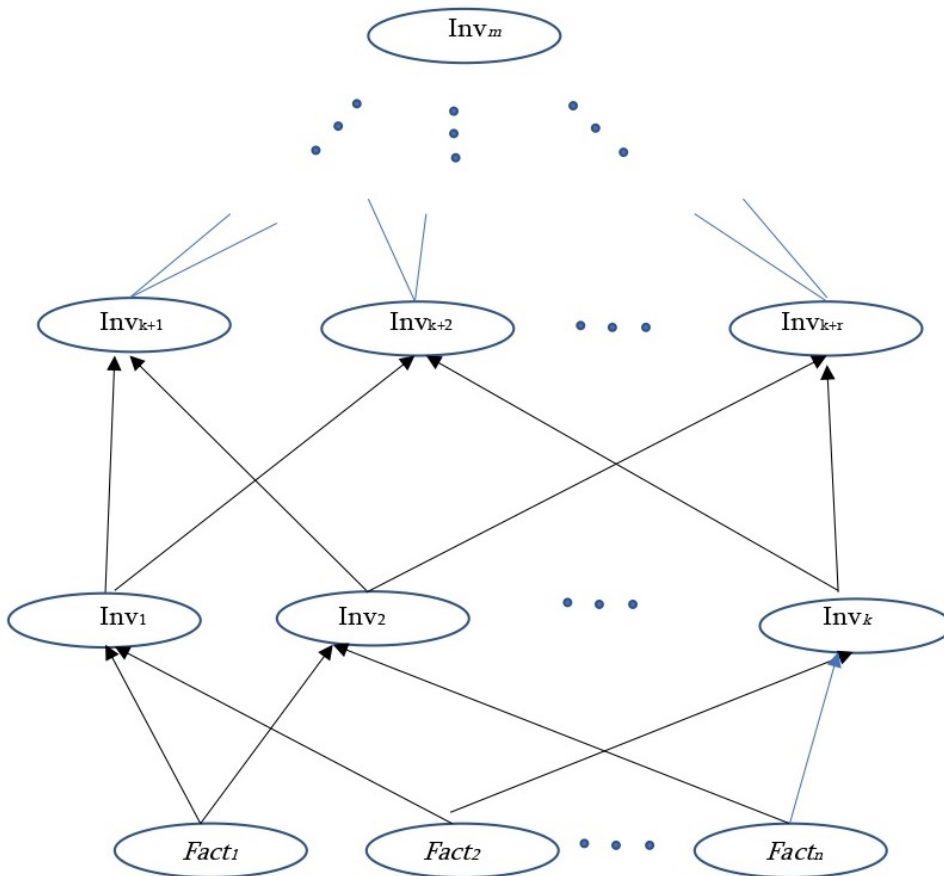 Invₘ
Invₖ₊₁ Invₖ₊₂ Invₖ₊ᵣ
Inv₁ Inv₂ Invₖ
Fact₁ Fact₂ Factₙ